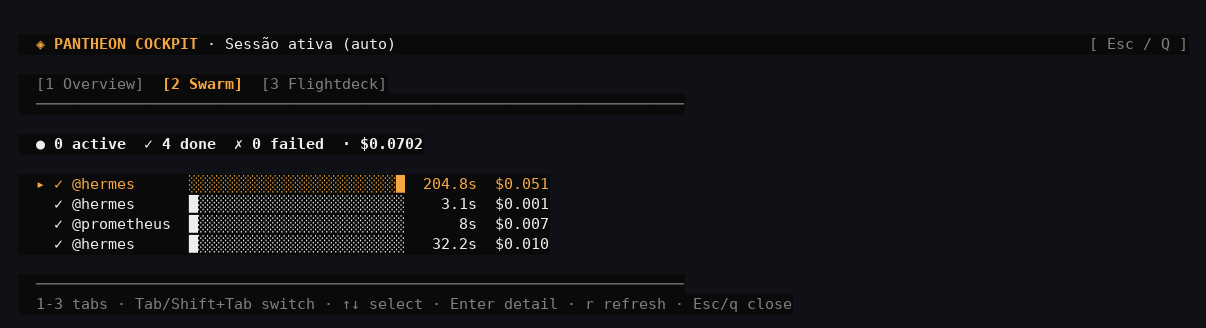 ◈ PANTHEON COCKPIT · Sessão ativa (auto) [ Esc / Q ]
[1 Overview] [2 Swarm] [3 Flightdeck]
● 0 active ✓ 4 done ✗ 0 failed · $0.0702
▸ ✓ @hermes 204.8s $0.051
✓ @hermes 3.1s $0.001
✓ @prometheus 8s $0.007
✓ @hermes 32.2s $0.010
1-3 tabs · Tab/Shift+Tab switch · ↑↓ select · Enter detail · r refresh · Esc/q close